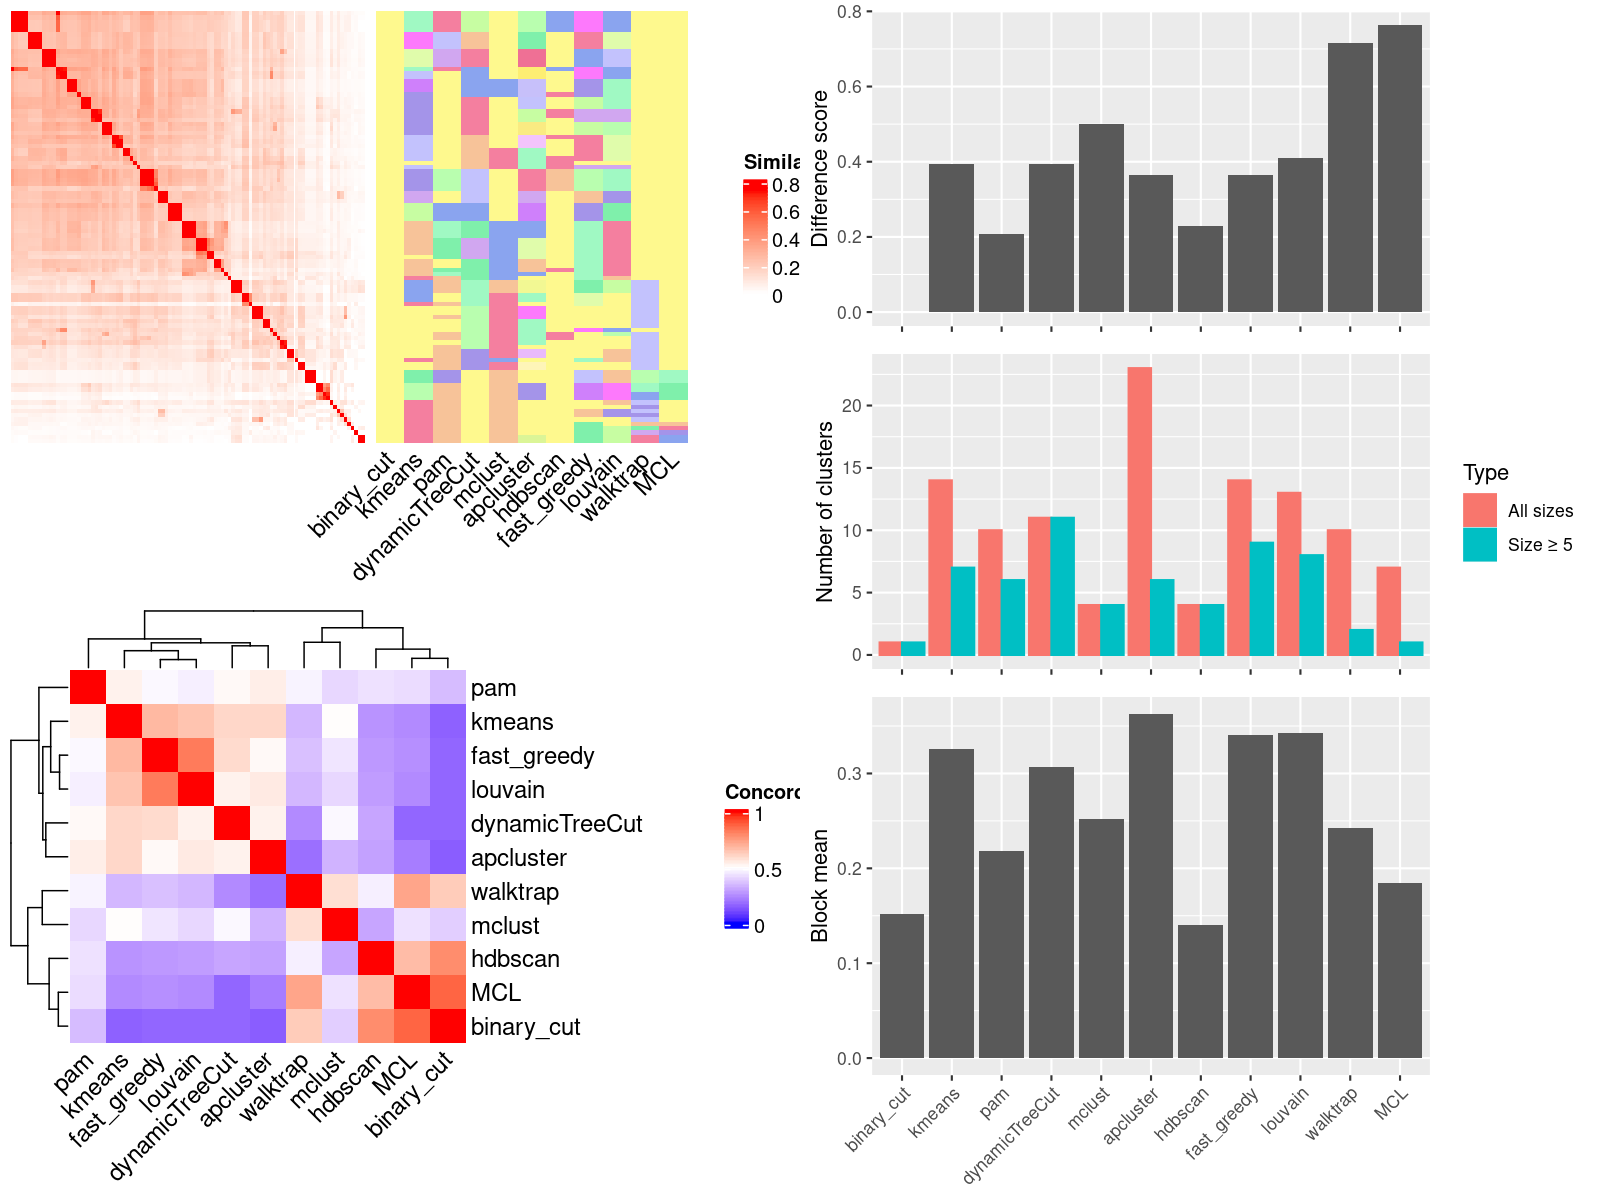 Simila
0.8
0.6
0.4
0.2
0
binary_cut
kmeans
pam
dynamicTreeCut
mclust
apcluster
hdbscan
fast_greedy
louvain
walktrap
MCL
Difference score
0.8
0.6
0.4
0.2
0.0
Number of clusters
20
15
10
5
0
Type
All sizes
Size ≥ 5
pam
kmeans
fast_greedy
louvain
dynamicTreeCut
apcluster
walktrap
mclust
hdbscan
MCL
binary_cut
pam
kmeans
fast_greedy
louvain
dynamicTreeCut
apcluster
walktrap
mclust
hdbscan
MCL
binary_cut
Concord
1
0.5
0
Block mean
0.3
0.2
0.1
0.0
binary_cut
kmeans
pam
dynamicTreeCut
mclust
apcluster
hdbscan
fast_greedy
louvain
walktrap
MCL